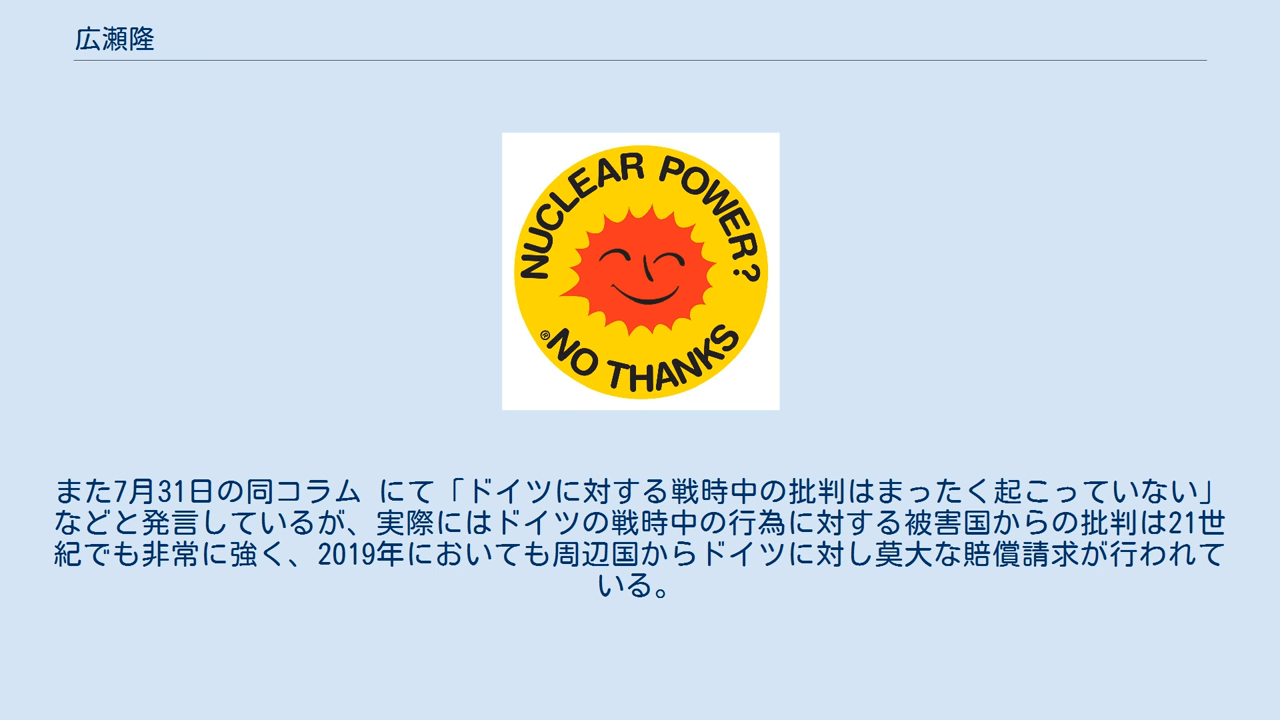 広瀬隆
NUCLEAR POWER?
® NO THANKS
また7月31日の同コラム にて「ドイツに対する戦時中の批判はまったく起こっていない」
などと発言しているが、実際にはドイツの戦時中の行為に対する被害国からの批判は21世
紀でも非常に強く、2019年においても周辺国からドイツに対し莫大な賠償請求が行われて
いる。